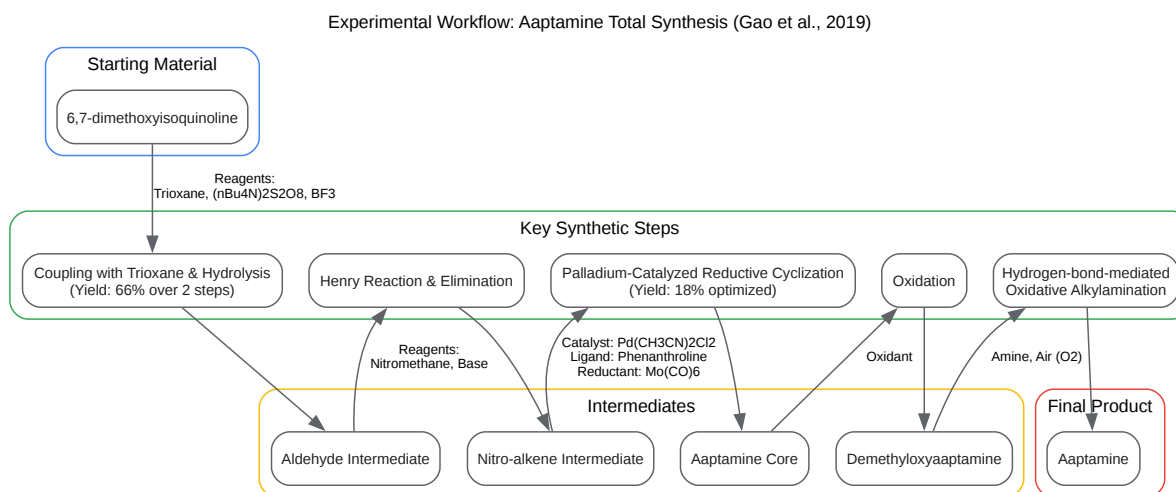 Experimental Workflow: Aaptamine Total Synthesis (Gao et al., 2019)
Starting Material
6,7-dimethoxyisoquinoline
Reagents:
Trioxane, (nBu4N)2S2O8, BF3
Key Synthetic Steps
Coupling with Trioxane & Hydrolysis
(Yield: 66% over 2 steps)
Henry Reaction & Elimination
Palladium-Catalyzed Reductive Cyclization
(Yield: 18% optimized)
Oxidation
Hydrogen-bond-mediated
Oxidative Alkylamination
Reagents:
Nitromethane, Base
Catalyst: Pd(CH3CN)2Cl2
Ligand: Phenanthroline
Reductant: Mo(CO)6
Oxidant
Amine, Air (O2)
Intermediates
Final Product
Aldehyde Intermediate
Nitro-alkene Intermediate
Aaptamine Core
Demethyloxyaaptamine
Aaptamine